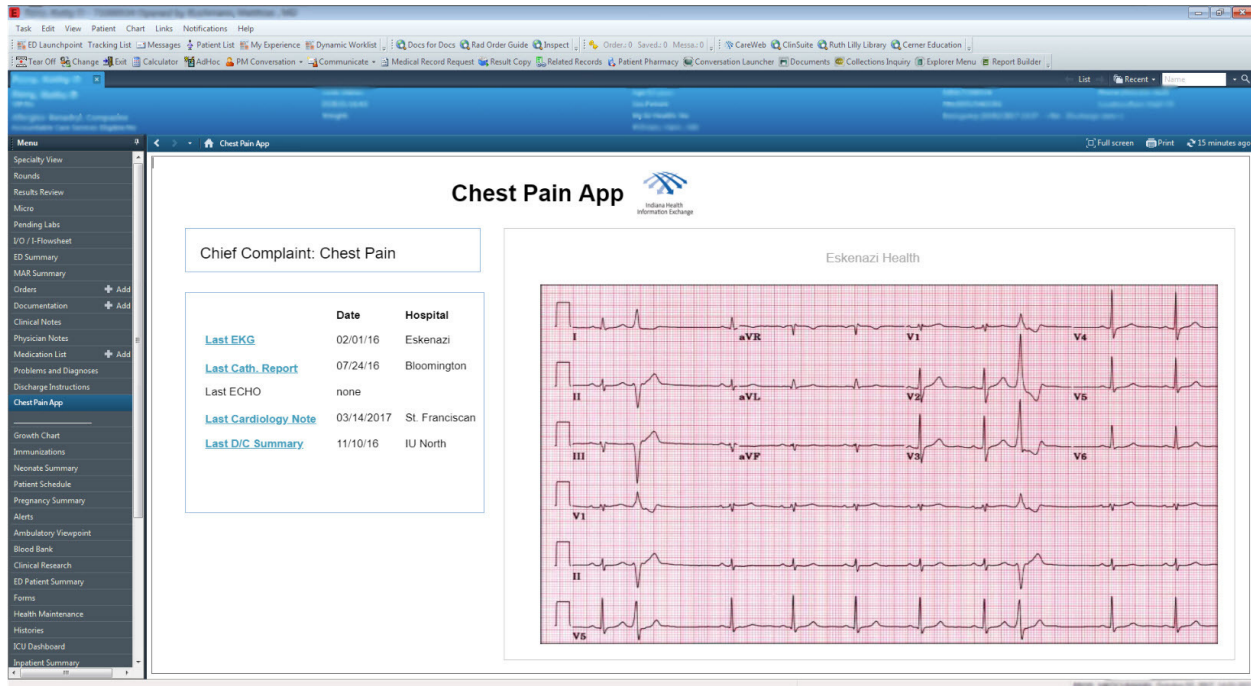 Task Edit View Patient Chart Links Notifications Help
ED Launchpoint Tracking List Messages Patient List My Experience Dynamic Worklist Docs for Docs Rad Order Guide Inspect Order.: 0 Saved.: 0 Messa.: 0 CareWeb ClinSuite Ruth Lilly Library Cerner Education
Tear Off Change Exit Calculator AdHoc PM Conversation Communicate Medical Record Request Result Copy Related Records Patient Pharmacy Conversation Launcher Documents Collections Inquiry Explorer Menu Report Builder
List Recent Name
Menu
Chest Pain App
Full screen Print 15 minutes ago
Specialty View
Rounds
Results Review
Micro
Pending Labs
I/O / I-Flowsheet
ED Summary
MAR Summary
Orders Add
Documentation Add
Clinical Notes
Physician Notes
Medication List Add
Problems and Diagnoses
Discharge Instructions
Chest Pain App
Growth Chart
Immunizations
Neonate Summary
Patient Schedule
Pregnancy Summary
Alerts
Ambulatory Viewpoint
Blood Bank
Clinical Research
ED Patient Summary
Forms
Health Maintenance
Histories
ICU Dashboard
Inpatient Summary
Chest Pain App
Indiana Health
Information Exchange
Chief Complaint: Chest Pain
Date Hospital
Last EKG 02/01/16 Eskenazi
Last Cath. Report 07/24/16 Bloomington
Last ECHO none
Last Cardiology Note 03/14/2017 St. Franciscan
Last D/C Summary 11/10/16 IU North
Eskenazi Health
I aVR V1 V4
II aVL V2 V5
III aVF V3 V6
V1
II
V5